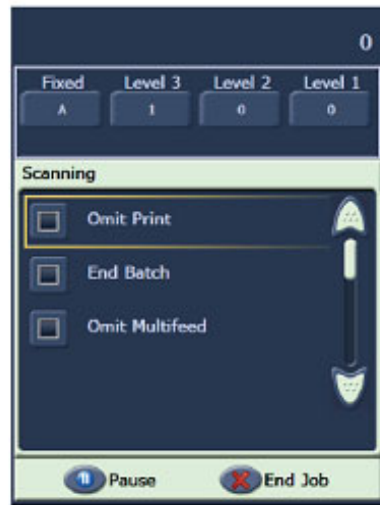 0
Fixed Level 3 Level 2 Level 1
A 1 0 0
Scanning
Omit Print
End Batch
Omit Multifeed
Pause End Job